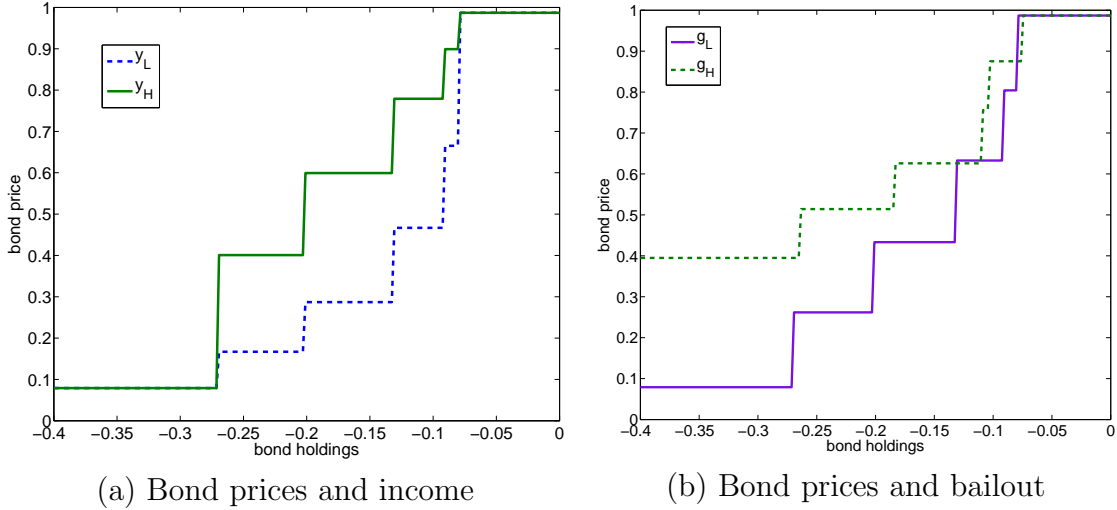 1
0.9
0.8
0.7
0.6
0.5
0.4
0.3
0.2
0.1
0
bond price
y_L
y_H
−0.4 −0.35 −0.3 −0.25 −0.2 −0.15 −0.1 −0.05 0
bond holdings
(a) Bond prices and income
1
0.9
0.8
0.7
0.6
0.5
0.4
0.3
0.2
0.1
0
bond price
g_L
g_H
−0.4 −0.35 −0.3 −0.25 −0.2 −0.15 −0.1 −0.05 0
bond holdings
(b) Bond prices and bailout